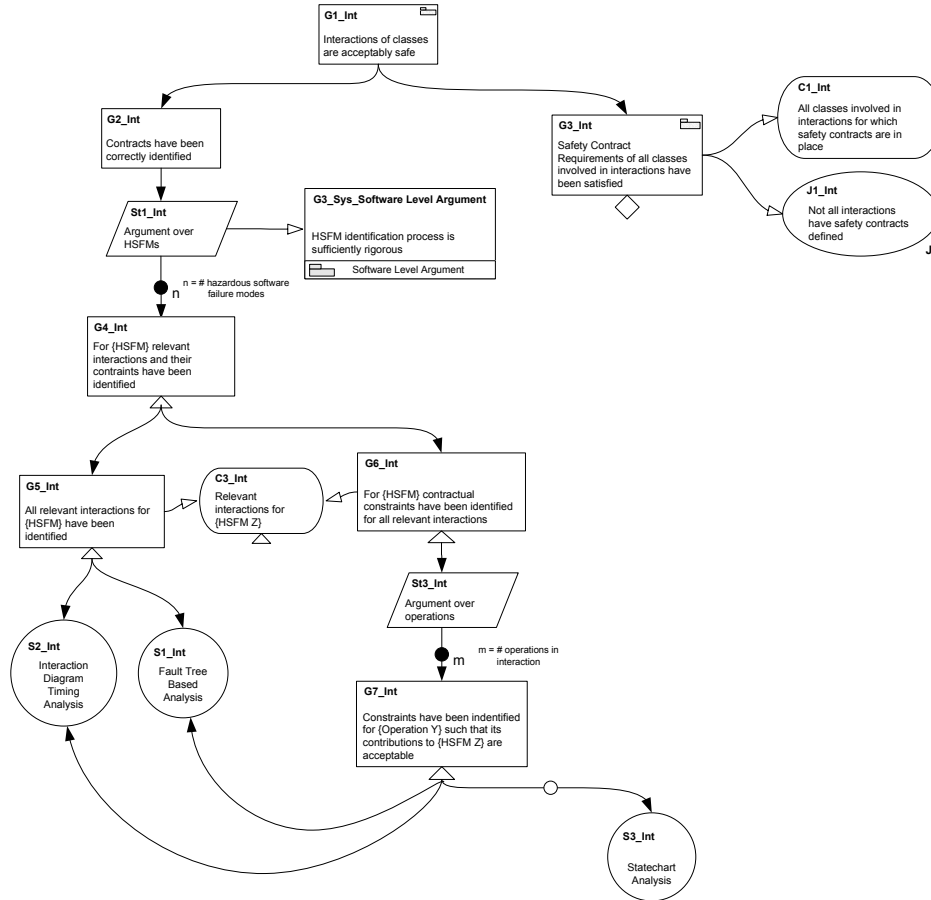 G1_Int
Interactions of classes
are acceptably safe
G2_Int
Contracts have been
correctly identified
G3_Int
Safety Contract
Requirements of all classes
involved in interactions have
been satisfied
C1_Int
All classes involved in
interactions for which
safety contracts are in
place
J1_Int
Not all interactions
have safety contracts
defined
J
St1_Int
Argument over
HSFMs
G3_Sys_Software Level Argument
HSFM identification process is
sufficiently rigorous
Software Level Argument
n
n = # hazardous software
failure modes
G4_Int
For {HSFM} relevant
interactions and their
contraints have been
identified
G5_Int
All relevant interactions for
{HSFM} have been
identified
C3_Int
Relevant
interactions for
{HSFM Z}
G6_Int
For {HSFM} contractual
constraints have been identified
for all relevant interactions
St3_Int
Argument over
operations
m
m = # operations in
interaction
S2_Int
Interaction
Diagram
Timing
Analysis
S1_Int
Fault Tree
Based
Analysis
G7_Int
Constraints have been indentified
for {Operation Y} such that its
contributions to {HSFM Z} are
acceptable
S3_Int
Statechart
Analysis